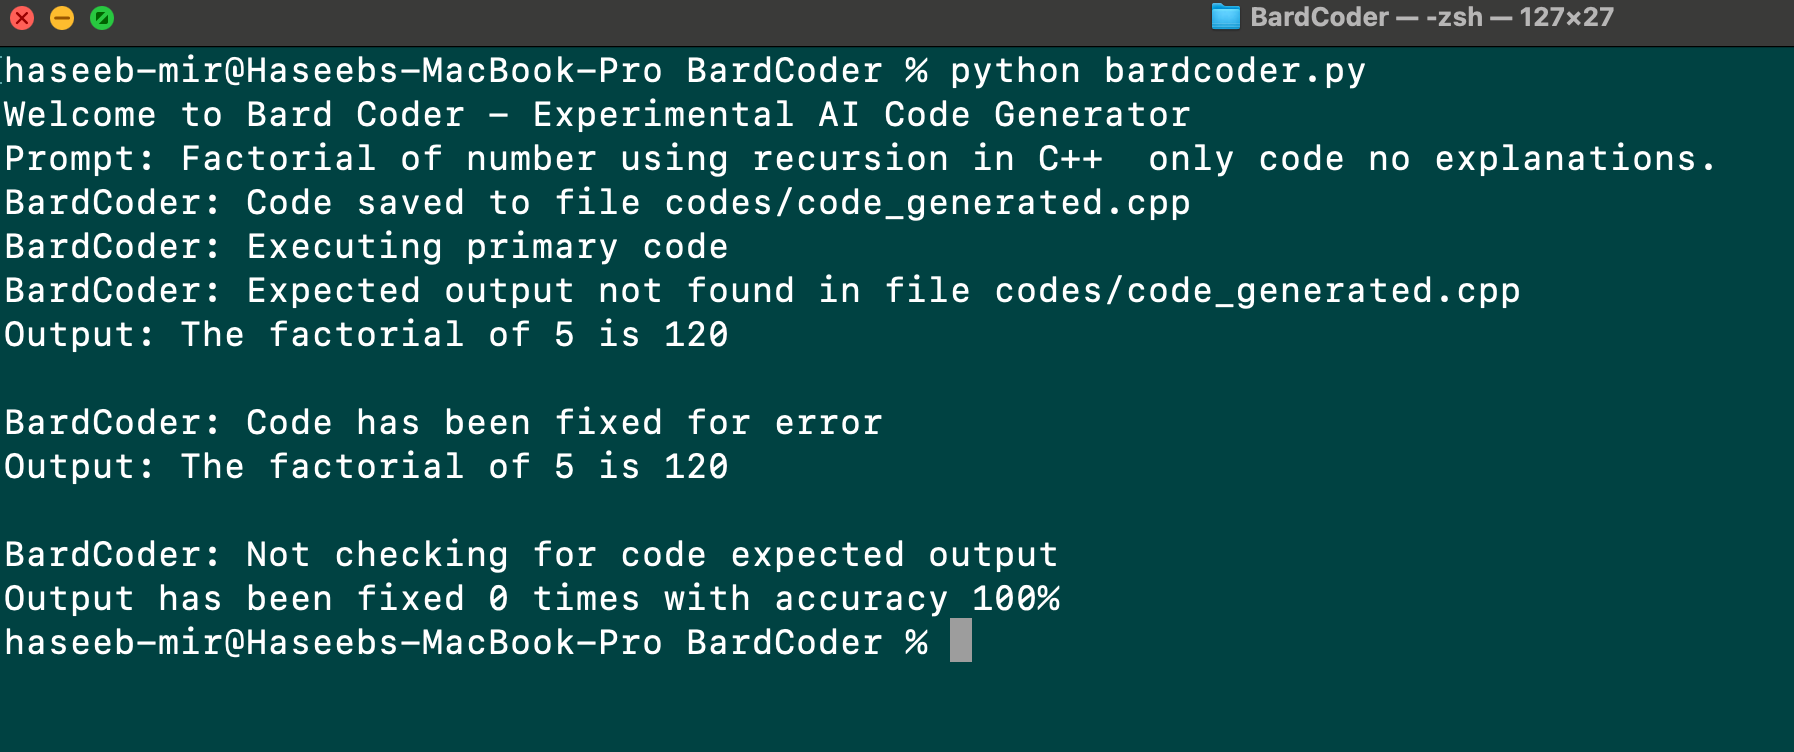 BardCoder — -zsh — 127×27
haseeb-mir@Haseebs-MacBook-Pro BardCoder % python bardcoder.py
Welcome to Bard Coder - Experimental AI Code Generator
Prompt: Factorial of number using recursion in C++  only code no explanations.
BardCoder: Code saved to file codes/code_generated.cpp
BardCoder: Executing primary code
BardCoder: Expected output not found in file codes/code_generated.cpp
Output: The factorial of 5 is 120
BardCoder: Code has been fixed for error
Output: The factorial of 5 is 120
BardCoder: Not checking for code expected output
Output has been fixed 0 times with accuracy 100%
haseeb-mir@Haseebs-MacBook-Pro BardCoder %